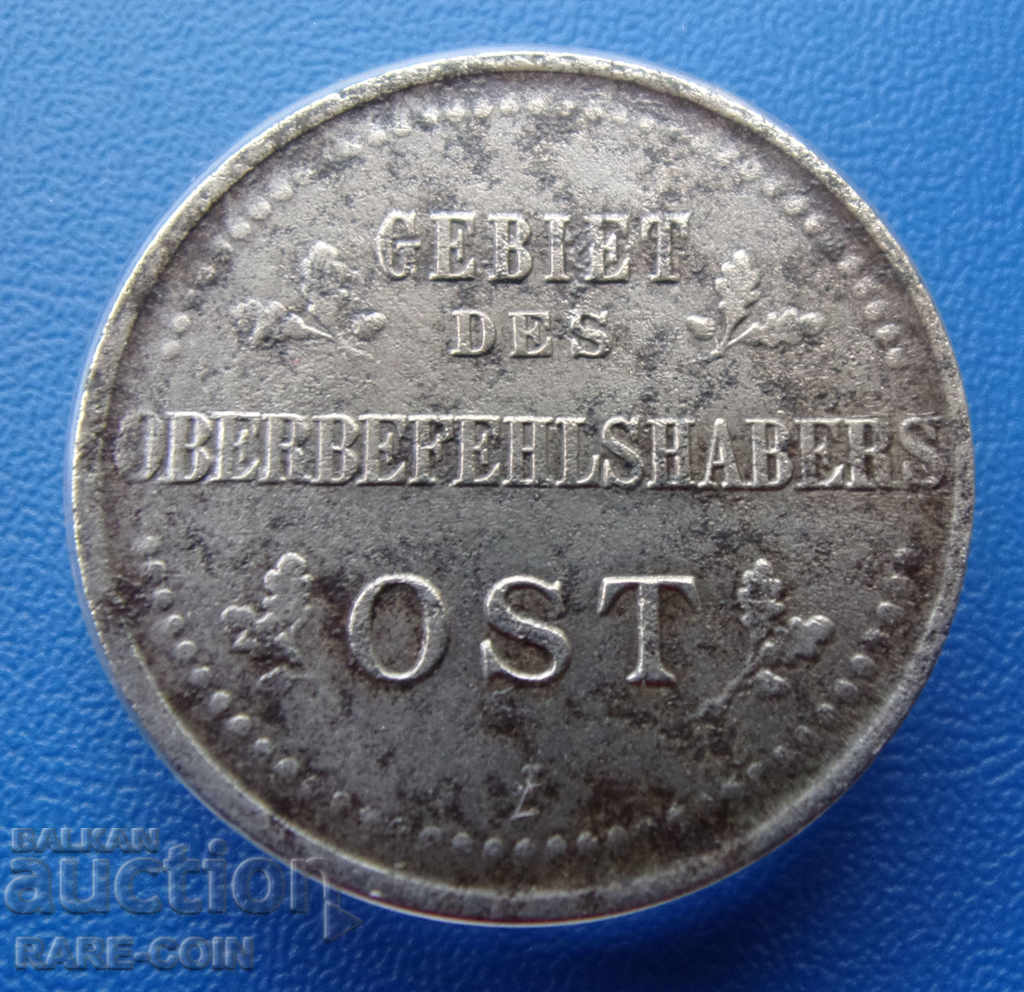 GEBIET
DES
OBERBEFEHLSHABERS
OST
BALKAN
auction
RARE-COIN